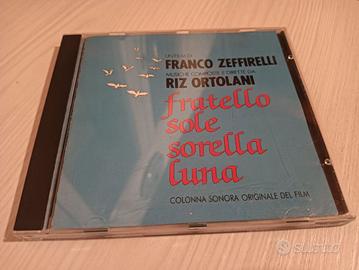 UN FILM DI
FRANCO ZEFFIRELLI
MUSICHE COMPOSTE E DIRETTE DA
RIZ ORTOLANI
fratello
sole
sorella
luna
COLONNA SONORA ORIGINALE DEL FILM
SUBITO